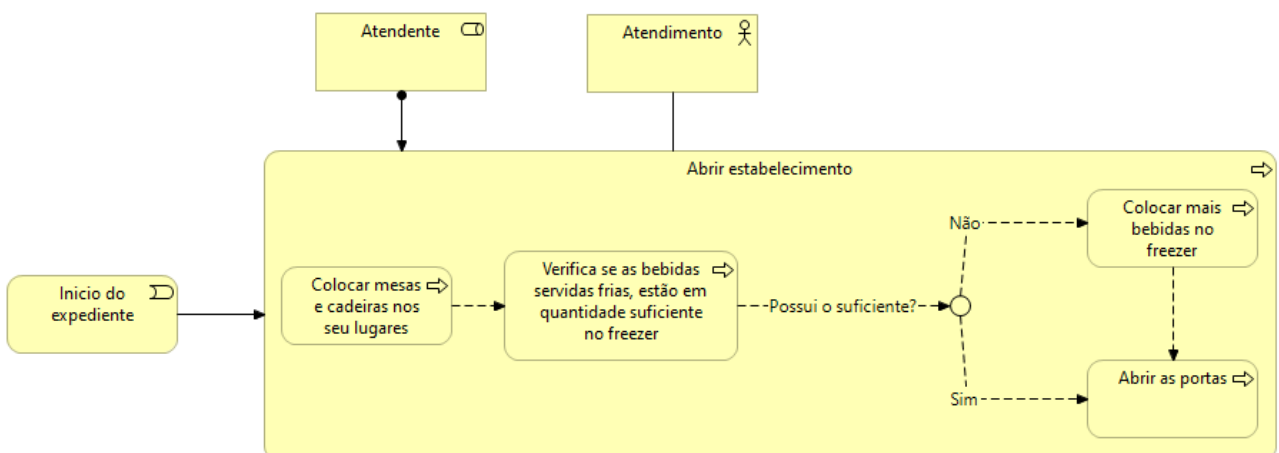 Atendente
Atendimento
Abrir estabelecimento
Inicio do
expediente
Colocar mesas
e cadeiras nos
seu lugares
Verifica se as bebidas
servidas frias, estão em
quantidade suficiente
no freezer
Possui o suficiente?
Não
Colocar mais
bebidas no
freezer
Sim
Abrir as portas